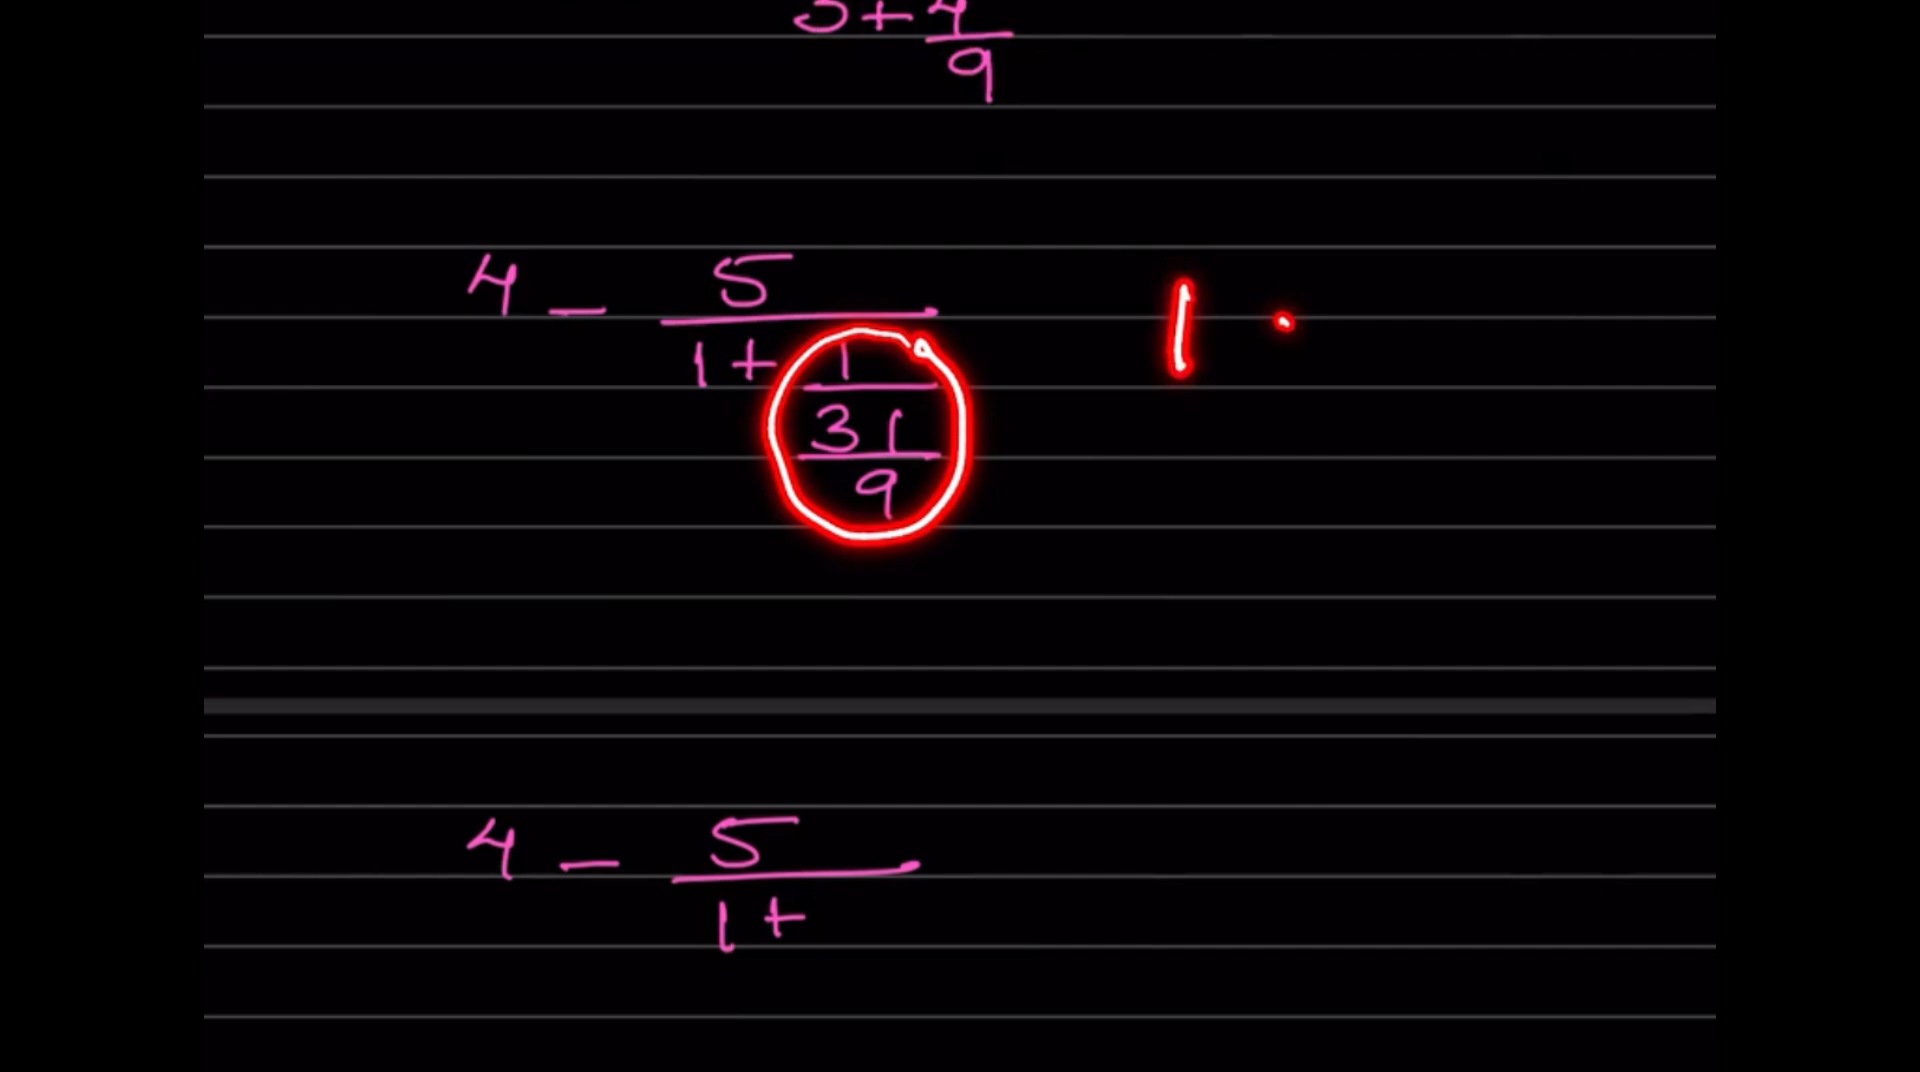 3 + 4/9
4 - 5/(1 + 1/(31/9))
1 ·
4 - 5/(1 +